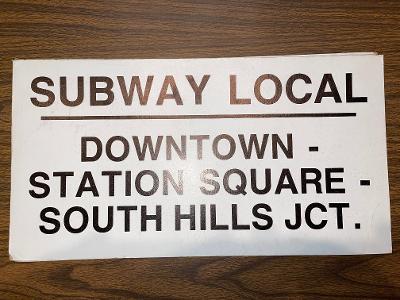 SUBWAY LOCAL
DOWNTOWN -
STATION SQUARE -
SOUTH HILLS JCT.